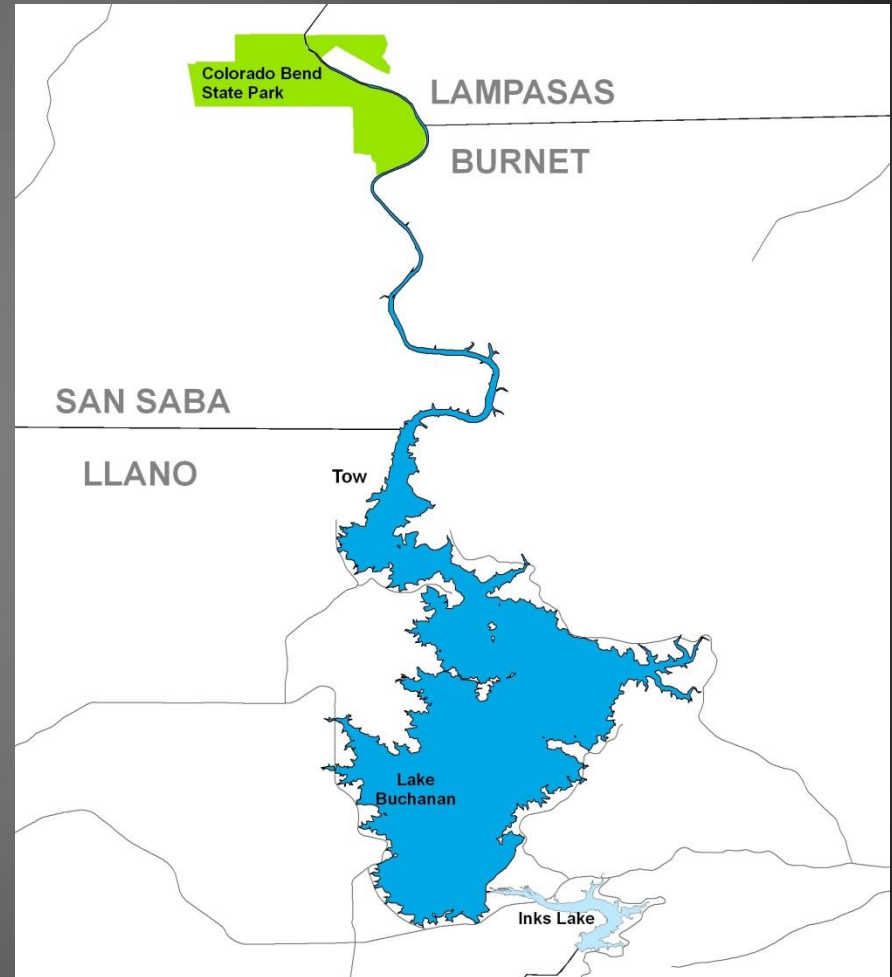 Colorado Bend
State Park
LAMPASAS
BURNET
SAN SABA
LLANO
Tow
Lake
Buchanan
Inks Lake